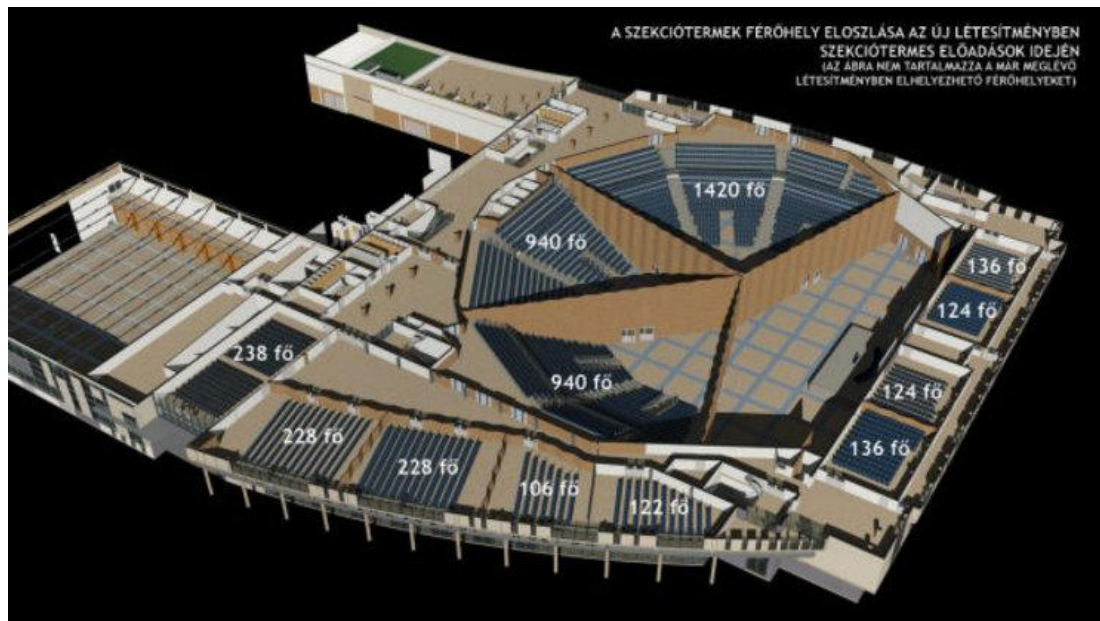 A SZEKCIÓTERMEK FÉRŐHELY ELOSZLÁSA AZ ÚJ LÉTESÍTMÉNYBEN
SZEKCIÓTERMES ELŐADÁSOK IDEJÉN
(AZ ÁBRA NEM TARTALMAZZA A MÁR MEGLÉVŐ
LÉTESÍTMÉNYBEN ELHELYEZHETŐ FÉRŐHELYEKET)
1420 fő
940 fő
136 fő
124 fő
238 fő
940 fő
124 fő
228 fő
228 fő
136 fő
106 fő
122 fő